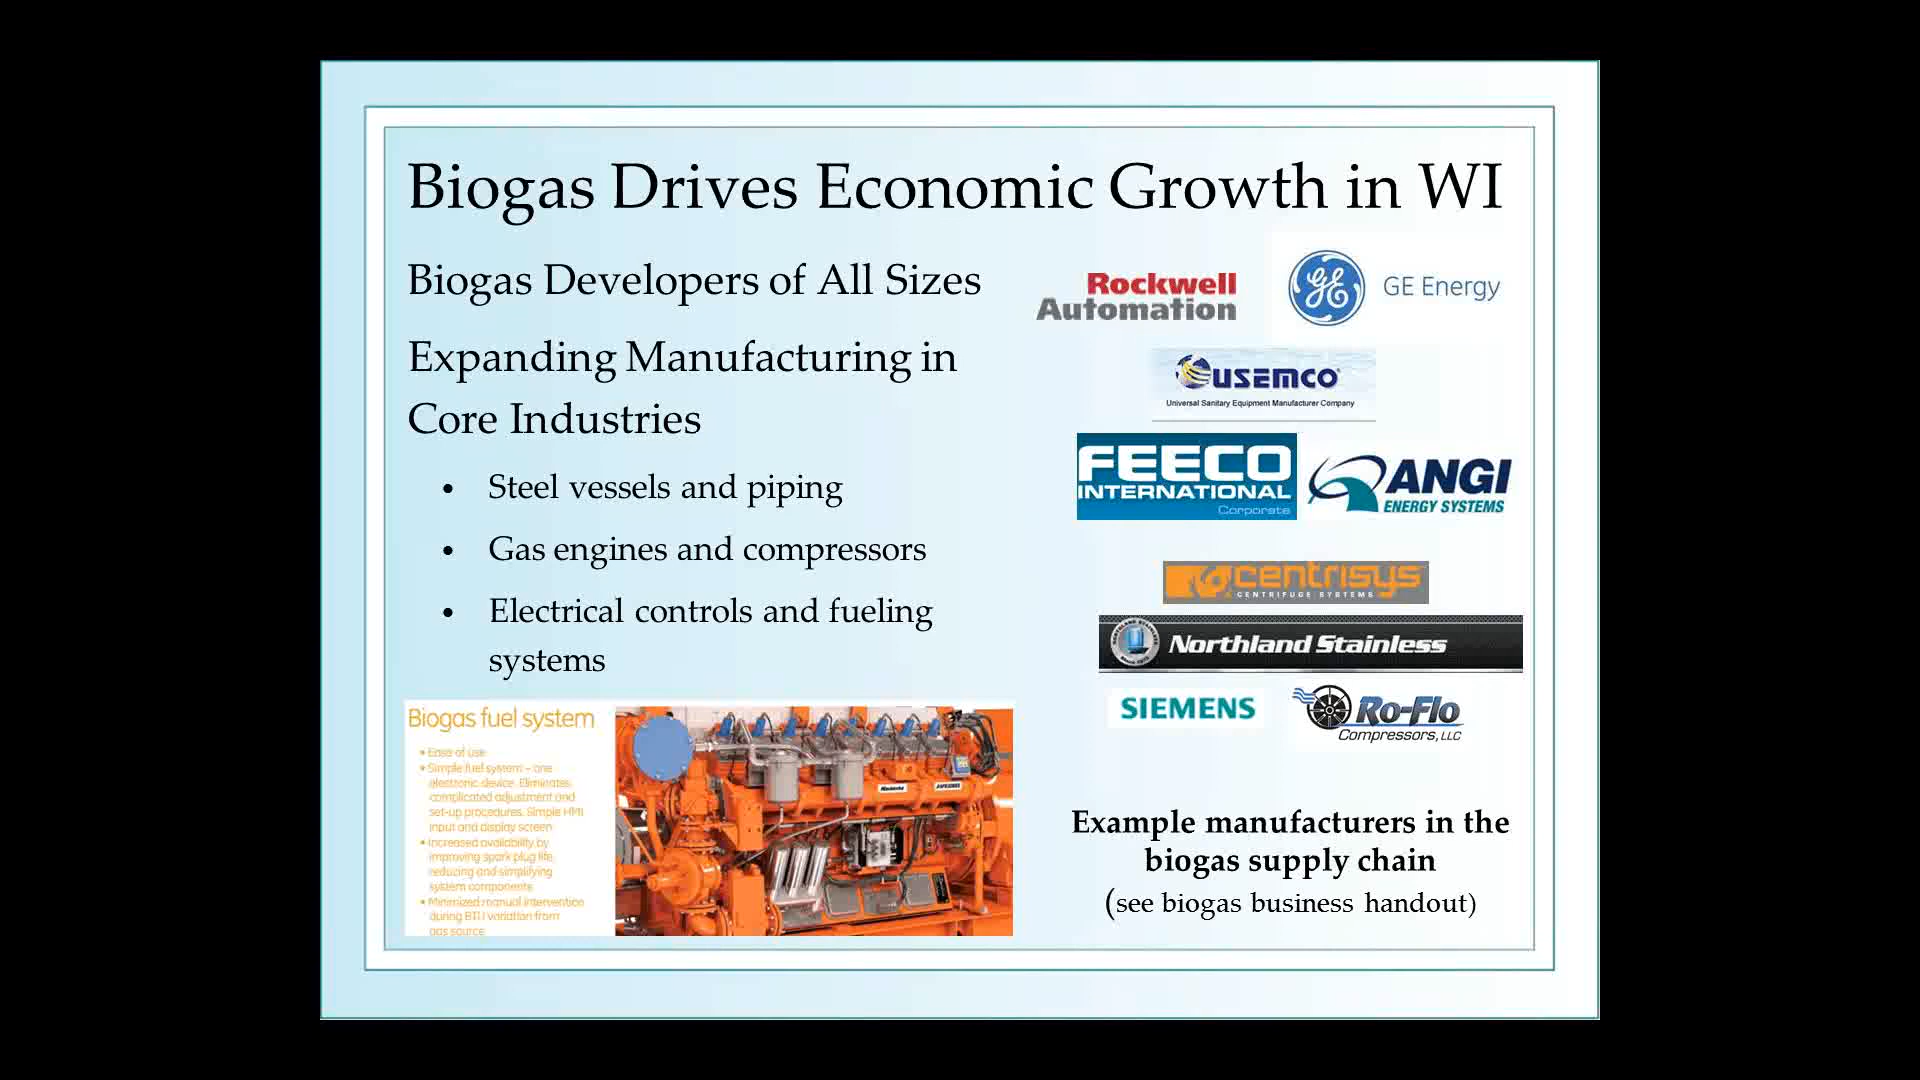 Biogas Drives Economic Growth in WI
Biogas Developers of All Sizes
Expanding Manufacturing in
Core Industries
• Steel vessels and piping
• Gas engines and compressors
• Electrical controls and fueling
systems
Biogas fuel system
• Ease of use
• Simple fuel system – one
electronic device. Eliminates
complicated adjustment and
set-up procedures. Simple HMI
input and display screen
• Increased availability by
improving spark plug life,
reducing and simplifying
system components
• Minimized manual intervention
during BTU variation from
gas source
Rockwell
Automation
GE Energy
USEMCO
Universal Sanitary Equipment Manufacturer Company
FEECO
INTERNATIONAL
Corporate
ANGI
ENERGY SYSTEMS
centrisys
CENTRIFUGE SYSTEMS
Northland Stainless
SIEMENS
Ro-Flo
Compressors, LLC
Example manufacturers in the
biogas supply chain
(see biogas business handout)